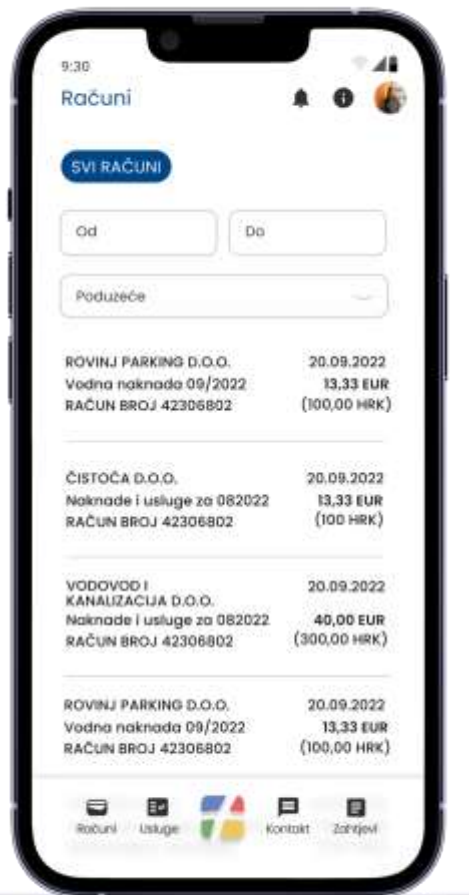 9:30
Računi
SVI RAČUNI
Od
Do
Poduzeće
ROVINJ PARKING D.O.O. 20.09.2022
Vodna naknada 09/2022 13,33 EUR
RAČUN BROJ 42306802 (100,00 HRK)
ČISTOĆA D.O.O. 20.09.2022
Naknade i usluge za 082022 13,33 EUR
RAČUN BROJ 42306802 (100 HRK)
VODOVOD I 20.09.2022
KANALIZACIJA D.O.O.
Naknade i usluge za 082022 40,00 EUR
RAČUN BROJ 42306802 (300,00 HRK)
ROVINJ PARKING D.O.O. 20.09.2022
Vodna naknada 09/2022 13,33 EUR
RAČUN BROJ 42306802 (100,00 HRK)
Računi Usluge Kontakt Zahtjevi